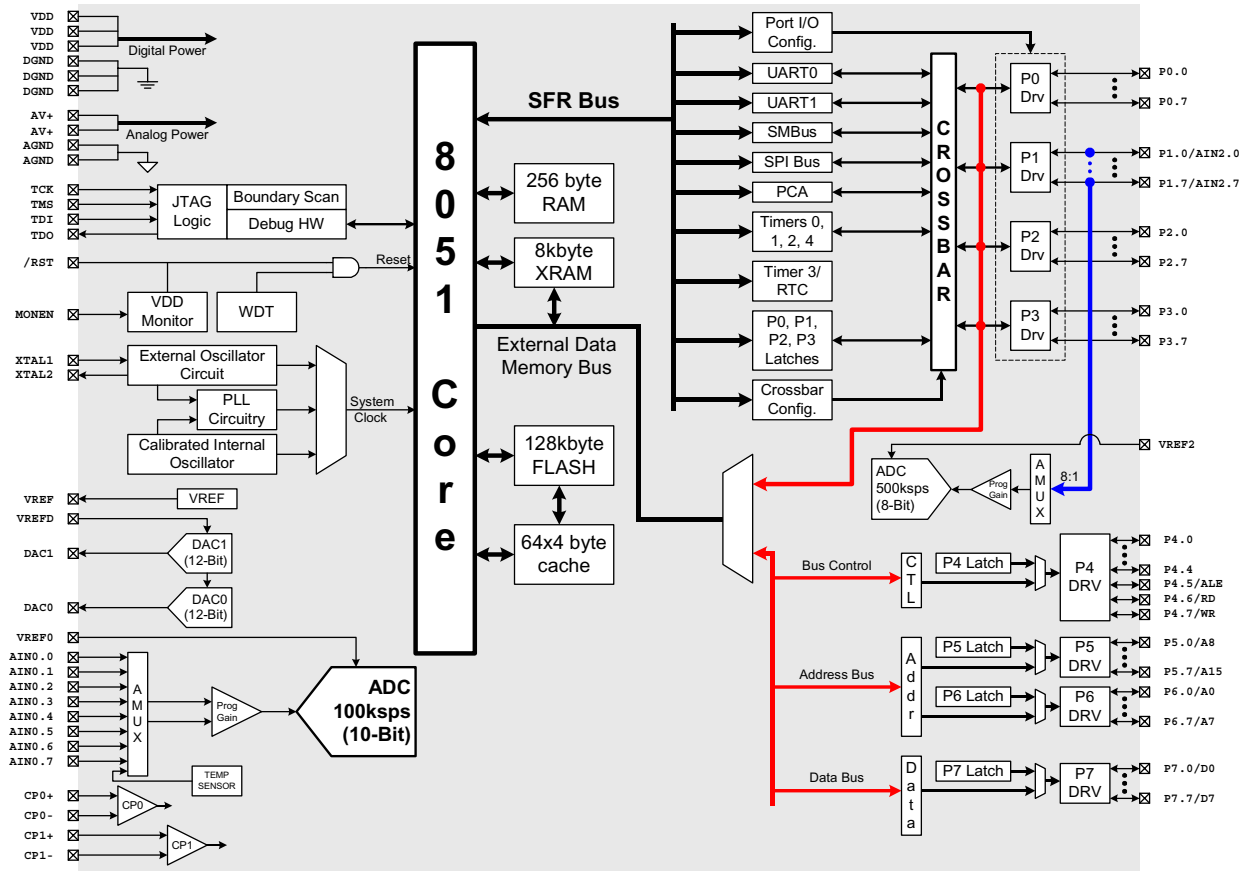 VDD
VDD
VDD
Digital Power
DGND
DGND
DGND
AV+
AV+
Analog Power
AGND
AGND
TCK
TMS
TDI
TDO
JTAG
Logic
Boundary Scan
Debug HW
/RST
Reset
VDD
Monitor
WDT
MONEN
XTAL1
XTAL2
External Oscillator
Circuit
PLL
Circuitry
Calibrated Internal
Oscillator
System
Clock
VREF
VREF
VREFD
DAC1
DAC1
(12-Bit)
DAC0
DAC0
(12-Bit)
VREF0
AIN0.0
AIN0.1
AIN0.2
AIN0.3
AIN0.4
AIN0.5
AIN0.6
AIN0.7
AMUX
Prog
Gain
ADC
100ksps
(10-Bit)
TEMP
SENSOR
CP0+
CP0-
CP0
CP1+
CP1-
CP1
8051 Core
SFR Bus
256 byte
RAM
8kbyte
XRAM
External Data
Memory Bus
128kbyte
FLASH
64x4 byte
cache
Port I/O
Config.
UART0
UART1
SMBus
SPI Bus
PCA
Timers 0,
1, 2, 4
Timer 3/
RTC
P0, P1,
P2, P3
Latches
Crossbar
Config.
CROSSBAR
P0
Drv
P1
Drv
P2
Drv
P3
Drv
P0.0
P0.7
P1.0/AIN2.0
P1.7/AIN2.7
P2.0
P2.7
P3.0
P3.7
VREF2
ADC
500ksps
(8-Bit)
Prog
Gain
AMUX
8:1
Bus Control
CTL
P4 Latch
P4
DRV
P4.0
P4.4
P4.5/ALE
P4.6/RD
P4.7/WR
Address Bus
Addr
P5 Latch
P5
DRV
P5.0/A8
P5.7/A15
P6 Latch
P6
DRV
P6.0/A0
P6.7/A7
Data Bus
Data
P7 Latch
P7
DRV
P7.0/D0
P7.7/D7